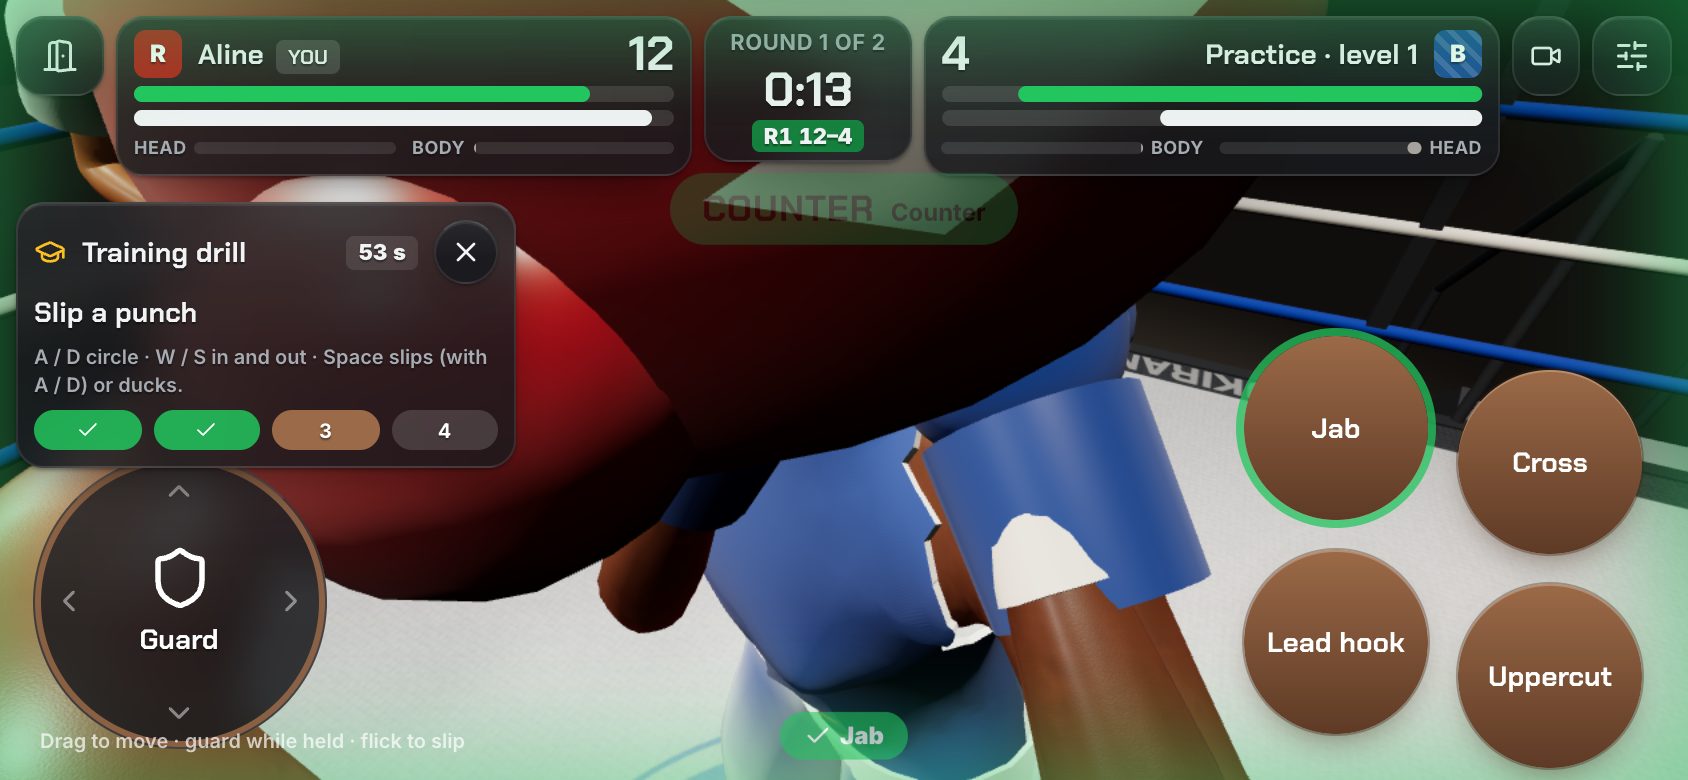 R Aline YOU 12
HEAD BODY
ROUND 1 OF 2
0:13
R1 12–4
4 Practice · level 1 B
BODY HEAD
COUNTER Counter
Training drill 53 s
Slip a punch
A / D circle · W / S in and out · Space slips (with
A / D) or ducks.
3 4
Guard
Drag to move · guard while held · flick to slip
KIRAN
Jab
Cross
Lead hook
Uppercut
Jab